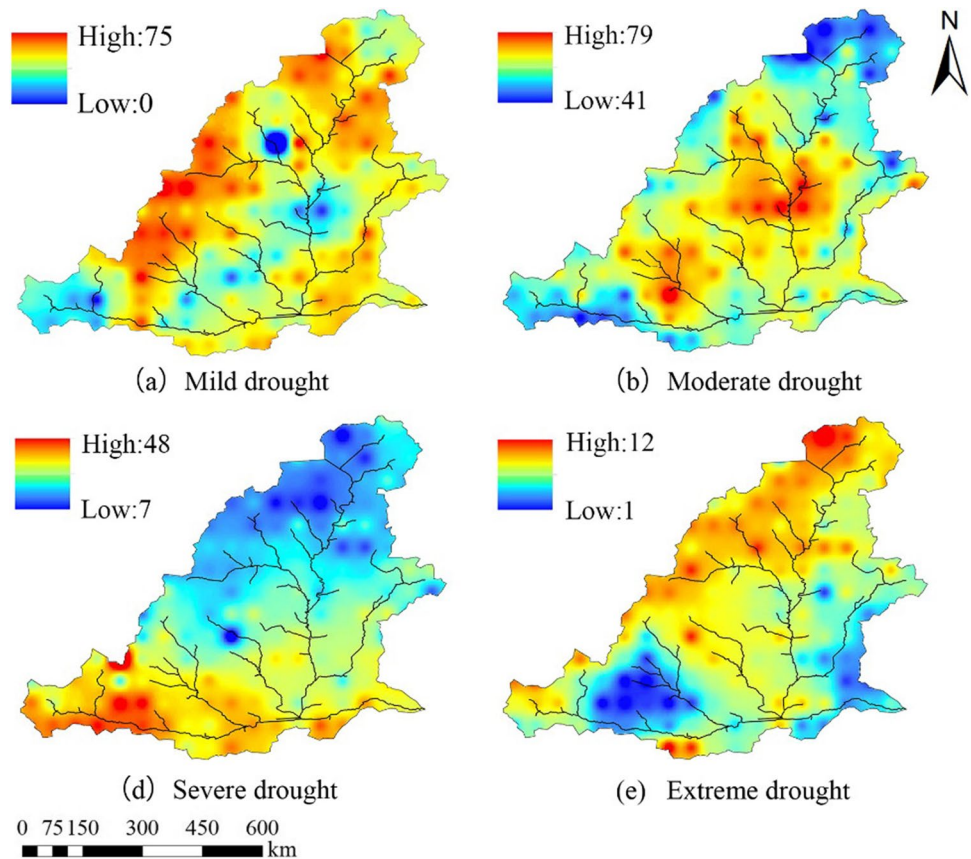 High:75
Low:0
(a) Mild drought
High:79
Low:41
N
(b) Moderate drought
High:48
Low:7
(d) Severe drought
High:12
Low:1
(e) Extreme drought
0 75 150 300 450 600
km